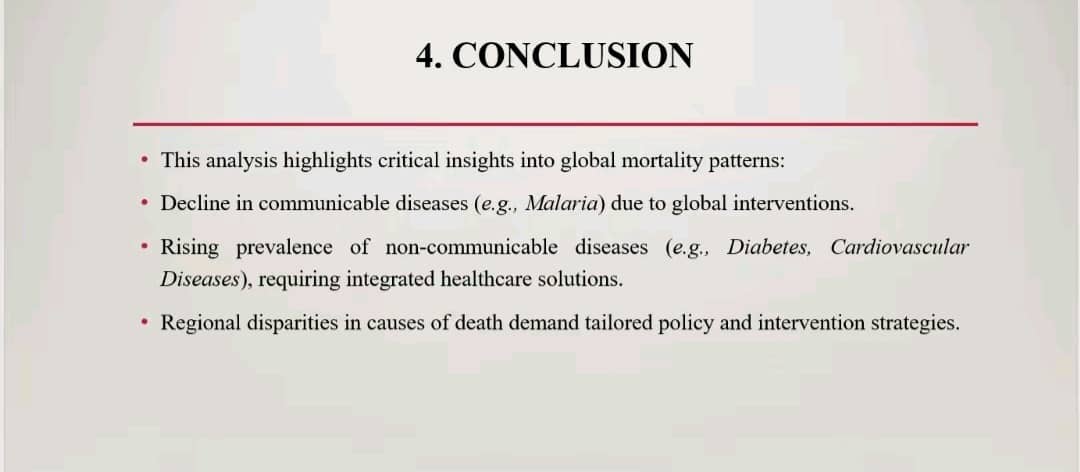 4. CONCLUSION
• This analysis highlights critical insights into global mortality patterns:
• Decline in communicable diseases (e.g., Malaria) due to global interventions.
• Rising prevalence of non-communicable diseases (e.g., Diabetes, Cardiovascular
Diseases), requiring integrated healthcare solutions.
• Regional disparities in causes of death demand tailored policy and intervention strategies.